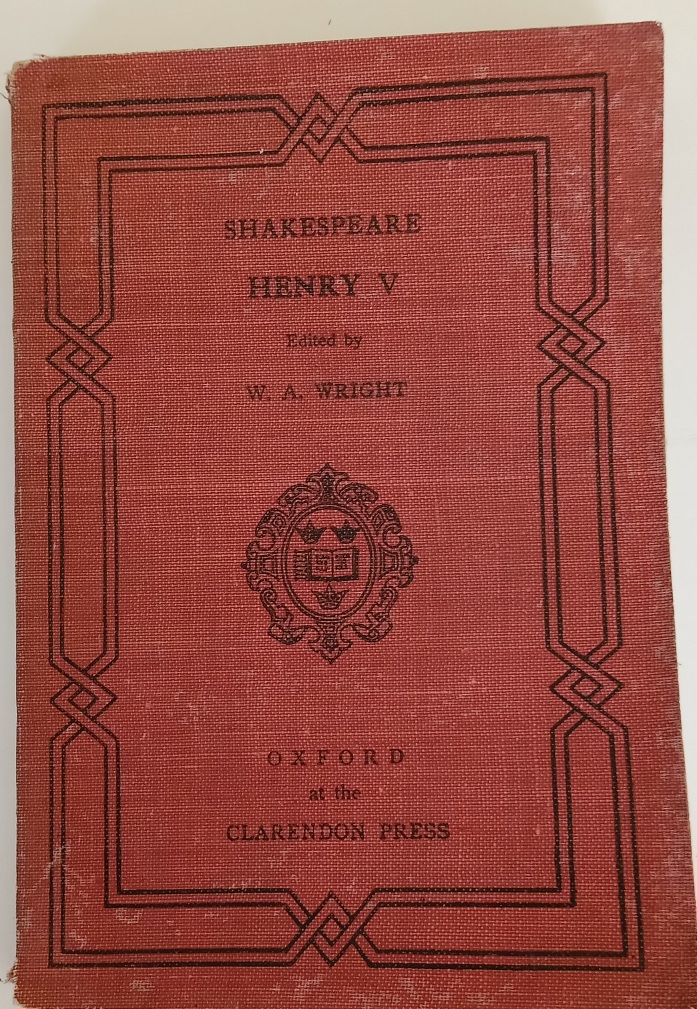 SHAKESPEARE
HENRY V
Edited by
W. A. WRIGHT
OXFORD
at the
CLARENDON PRESS